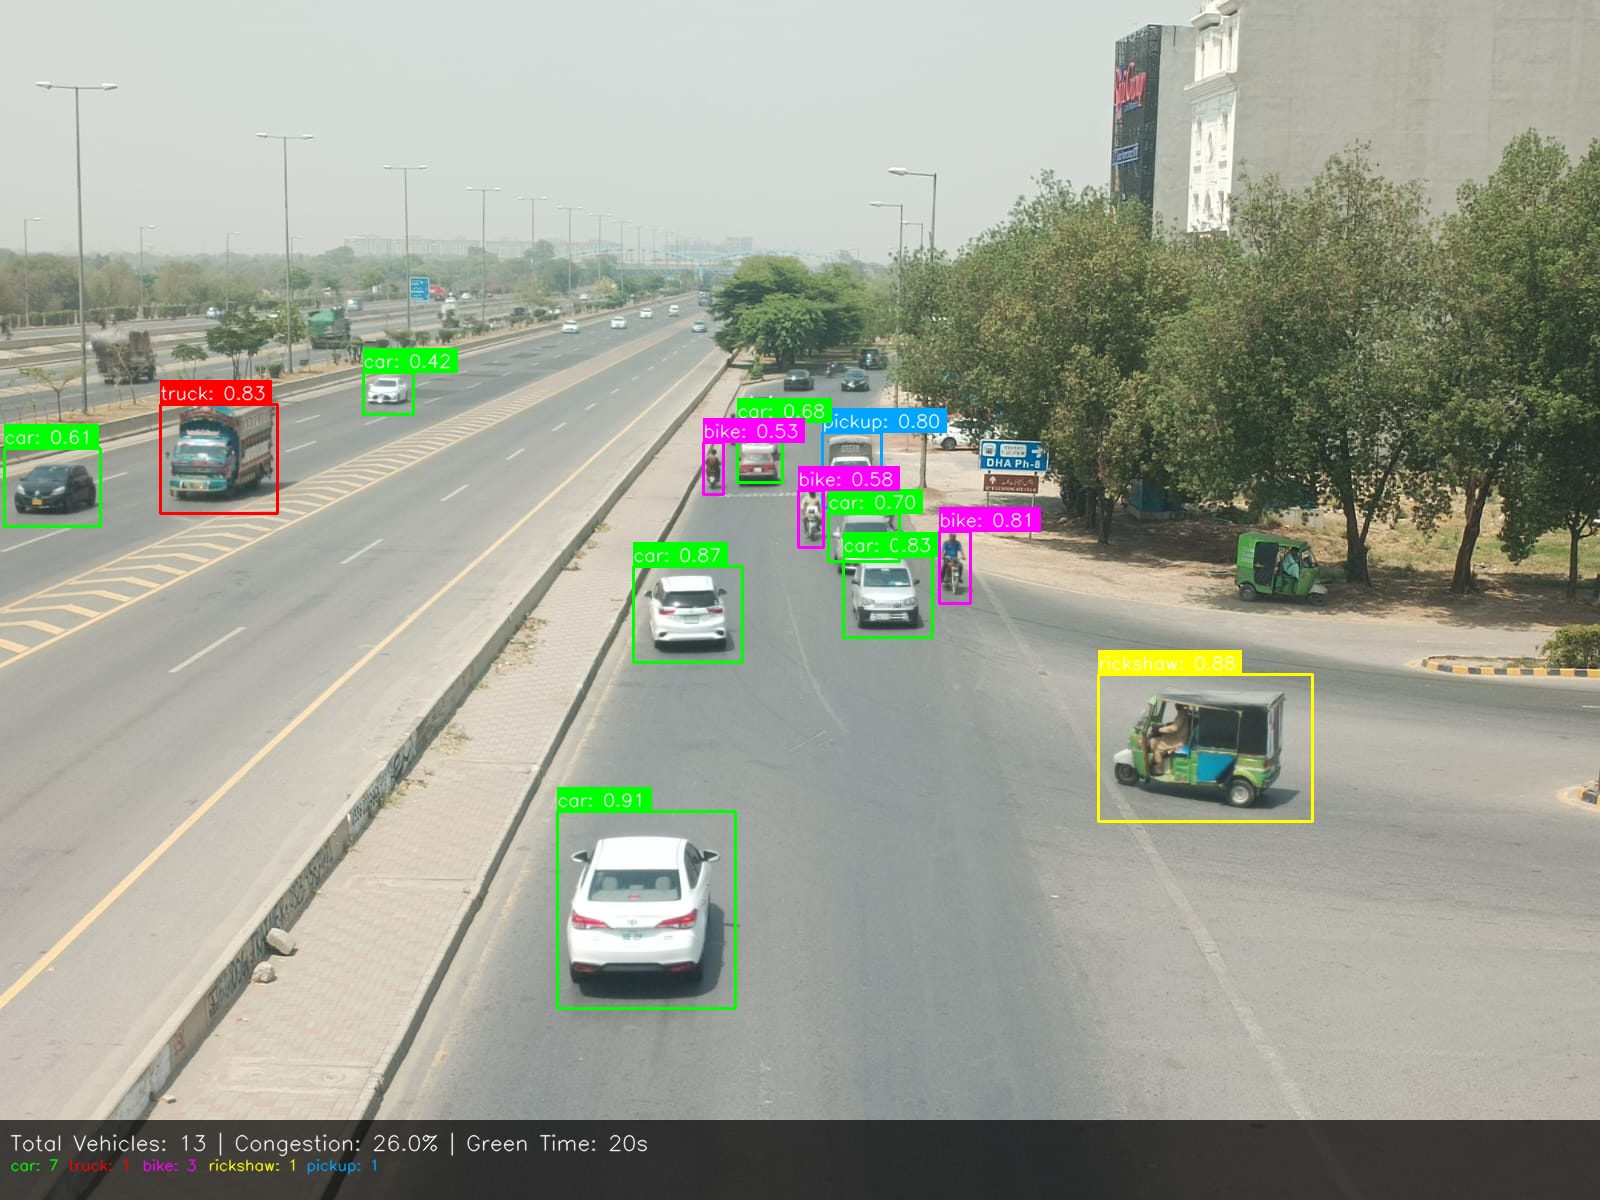 car: 0.42
truck: 0.83
car: 0.68
pickup: 0.80
bike: 0.53
car: 0.61
bike: 0.58
car: 0.70
bike: 0.81
DHA Ph-8
car: 0.83
car: 0.87
rickshaw: 0.88
car: 0.91
Total Vehicles: 13 | Congestion: 26.0% | Green Time: 20s
car: 7 truck: 1 bike: 3 rickshaw: 1 pickup: 1